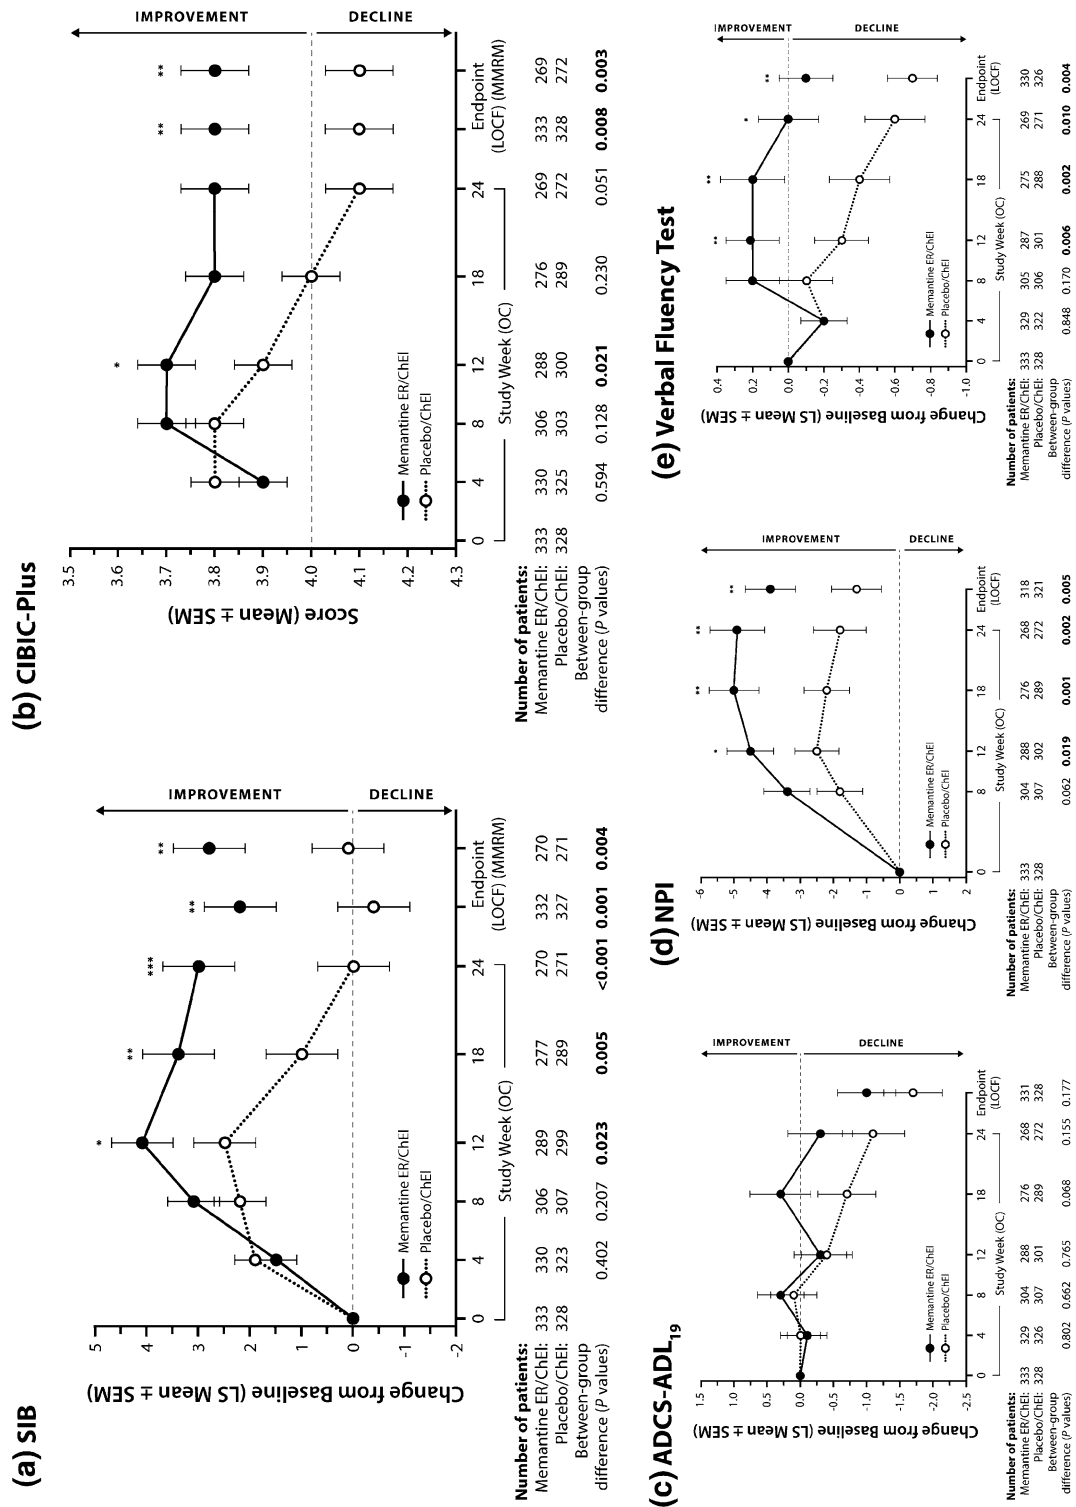 (a) SIB
IMPROVEMENT
DECLINE
Change from Baseline (LS Mean ± SEM)
5
4
3
2
1
0
-1
-2
**
**
***
**
*
Memantine ER/ChEI
Placebo/ChEI
0 4 8 12 18 24 Endpoint
Study Week (OC) (LOCF) (MMRM)
Number of patients:
Memantine ER/ChEI: 333 330 306 289 277 270 332 270
Placebo/ChEI: 328 323 307 299 289 271 327 271
Between-group
difference (P values) 0.402 0.207 0.023 0.005 <0.001 0.001 0.004
(b) CIBIC-Plus
IMPROVEMENT
DECLINE
Score (Mean ± SEM)
3.5
3.6
3.7
3.8
3.9
4.0
4.1
4.2
4.3
*
**
**
Memantine ER/ChEI
Placebo/ChEI
0 4 8 12 18 24 Endpoint
Study Week (OC) (LOCF) (MMRM)
Number of patients:
Memantine ER/ChEI: 333 330 306 288 276 269 333 269
Placebo/ChEI: 328 325 303 300 289 272 328 272
Between-group
difference (P values) 0.594 0.128 0.021 0.230 0.051 0.008 0.003
(c) ADCS-ADL19
IMPROVEMENT
DECLINE
Change from Baseline (LS Mean ± SEM)
1.5
1.0
0.5
0.0
-0.5
-1.0
-1.5
-2.0
-2.5
Memantine ER/ChEI
Placebo/ChEI
0 4 8 12 18 24 Endpoint
Study Week (OC) (LOCF)
Number of patients:
Memantine ER/ChEI: 333 329 304 288 276 268 331
Placebo/ChEI: 328 326 307 301 289 272 328
Between-group
difference (P values) 0.802 0.662 0.765 0.068 0.155 0.177
(d) NPI
IMPROVEMENT
DECLINE
Change from Baseline (LS Mean ± SEM)
-6
-5
-4
-3
-2
-1
0
1
2
*
**
**
**
Memantine ER/ChEI
Placebo/ChEI
0 8 12 18 24 Endpoint
Study Week (OC) (LOCF)
Number of patients:
Memantine ER/ChEI: 333 304 288 276 268 318
Placebo/ChEI: 328 307 302 289 272 321
Between-group
difference (P values) 0.062 0.019 0.001 0.002 0.005
(e) Verbal Fluency Test
IMPROVEMENT
DECLINE
Change from Baseline (LS Mean ± SEM)
0.4
0.2
0.0
-0.2
-0.4
-0.6
-0.8
-1.0
**
**
*
**
Memantine ER/ChEI
Placebo/ChEI
0 4 8 12 18 24 Endpoint
Study Week (OC) (LOCF)
Number of patients:
Memantine ER/ChEI: 333 329 305 287 275 269 330
Placebo/ChEI: 328 322 306 301 288 271 326
Between-group
difference (P values) 0.848 0.170 0.006 0.002 0.010 0.004